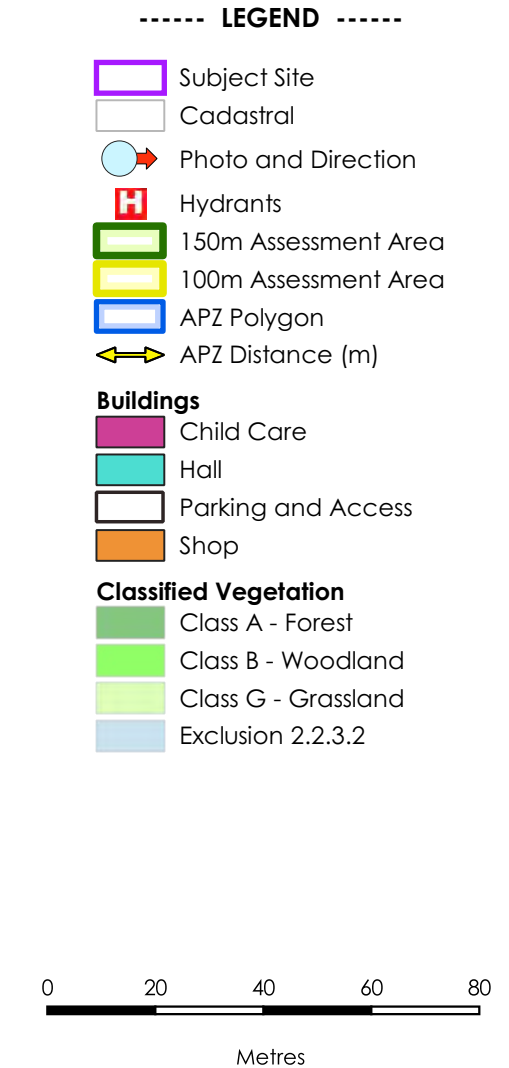 ------ LEGEND ------
Subject Site
Cadastral
Photo and Direction
H Hydrants
150m Assessment Area
100m Assessment Area
APZ Polygon
APZ Distance (m)
Buildings
Child Care
Hall
Parking and Access
Shop
Classified Vegetation
Class A - Forest
Class B - Woodland
Class G - Grassland
Exclusion 2.2.3.2
0 20 40 60 80
Metres